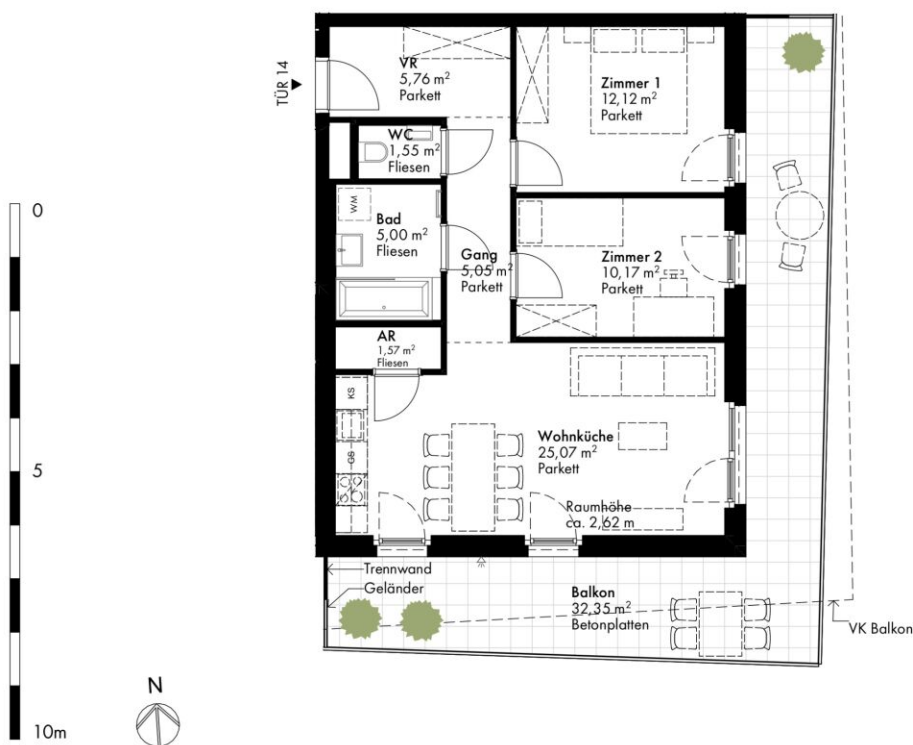 TÜR 14
VR
5,76 m²
Parkett
Zimmer 1
12,12 m²
Parkett
WC
1,55 m²
Fliesen
WM
Bad
5,00 m²
Fliesen
Gang
5,05 m²
Parkett
Zimmer 2
10,17 m²
Parkett
AR
1,57 m²
Fliesen
KS
GS
Wohnküche
25,07 m²
Parkett
Raumhöhe
ca. 2,62 m
Trennwand
Geländer
Balkon
32,35 m²
Betonplatten
VK Balkon
0
5
10m
N